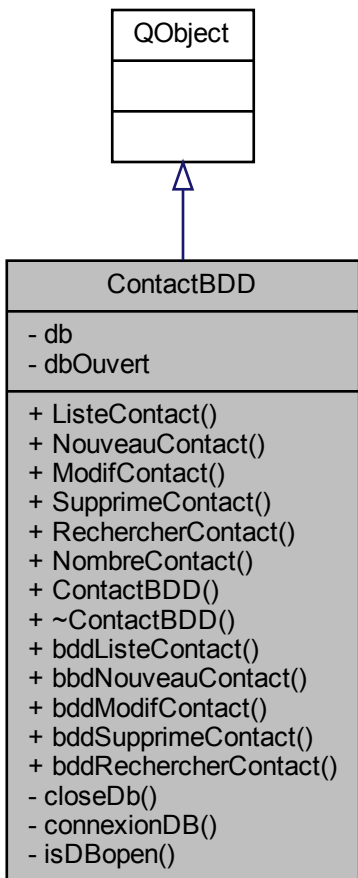 QObject
ContactBDD
- db
- dbOuvert
+ ListeContact()
+ NouveauContact()
+ ModifContact()
+ SupprimeContact()
+ RechercherContact()
+ NombreContact()
+ ContactBDD()
+ ~ContactBDD()
+ bddListeContact()
+ bbdNouveauContact()
+ bddModifContact()
+ bddSupprimeContact()
+ bddRechercherContact()
- closeDb()
- connexionDB()
- isDBopen()